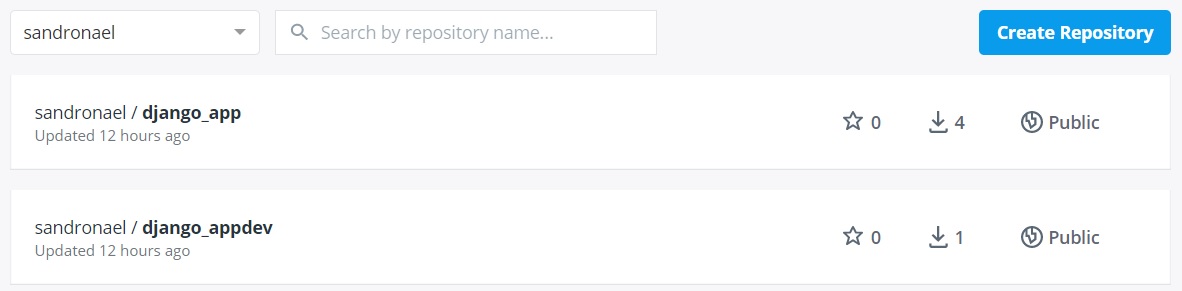 sandronael
Search by repository name...
Create Repository
sandronael / django_app
Updated 12 hours ago
0
4
Public
sandronael / django_appdev
Updated 12 hours ago
0
1
Public